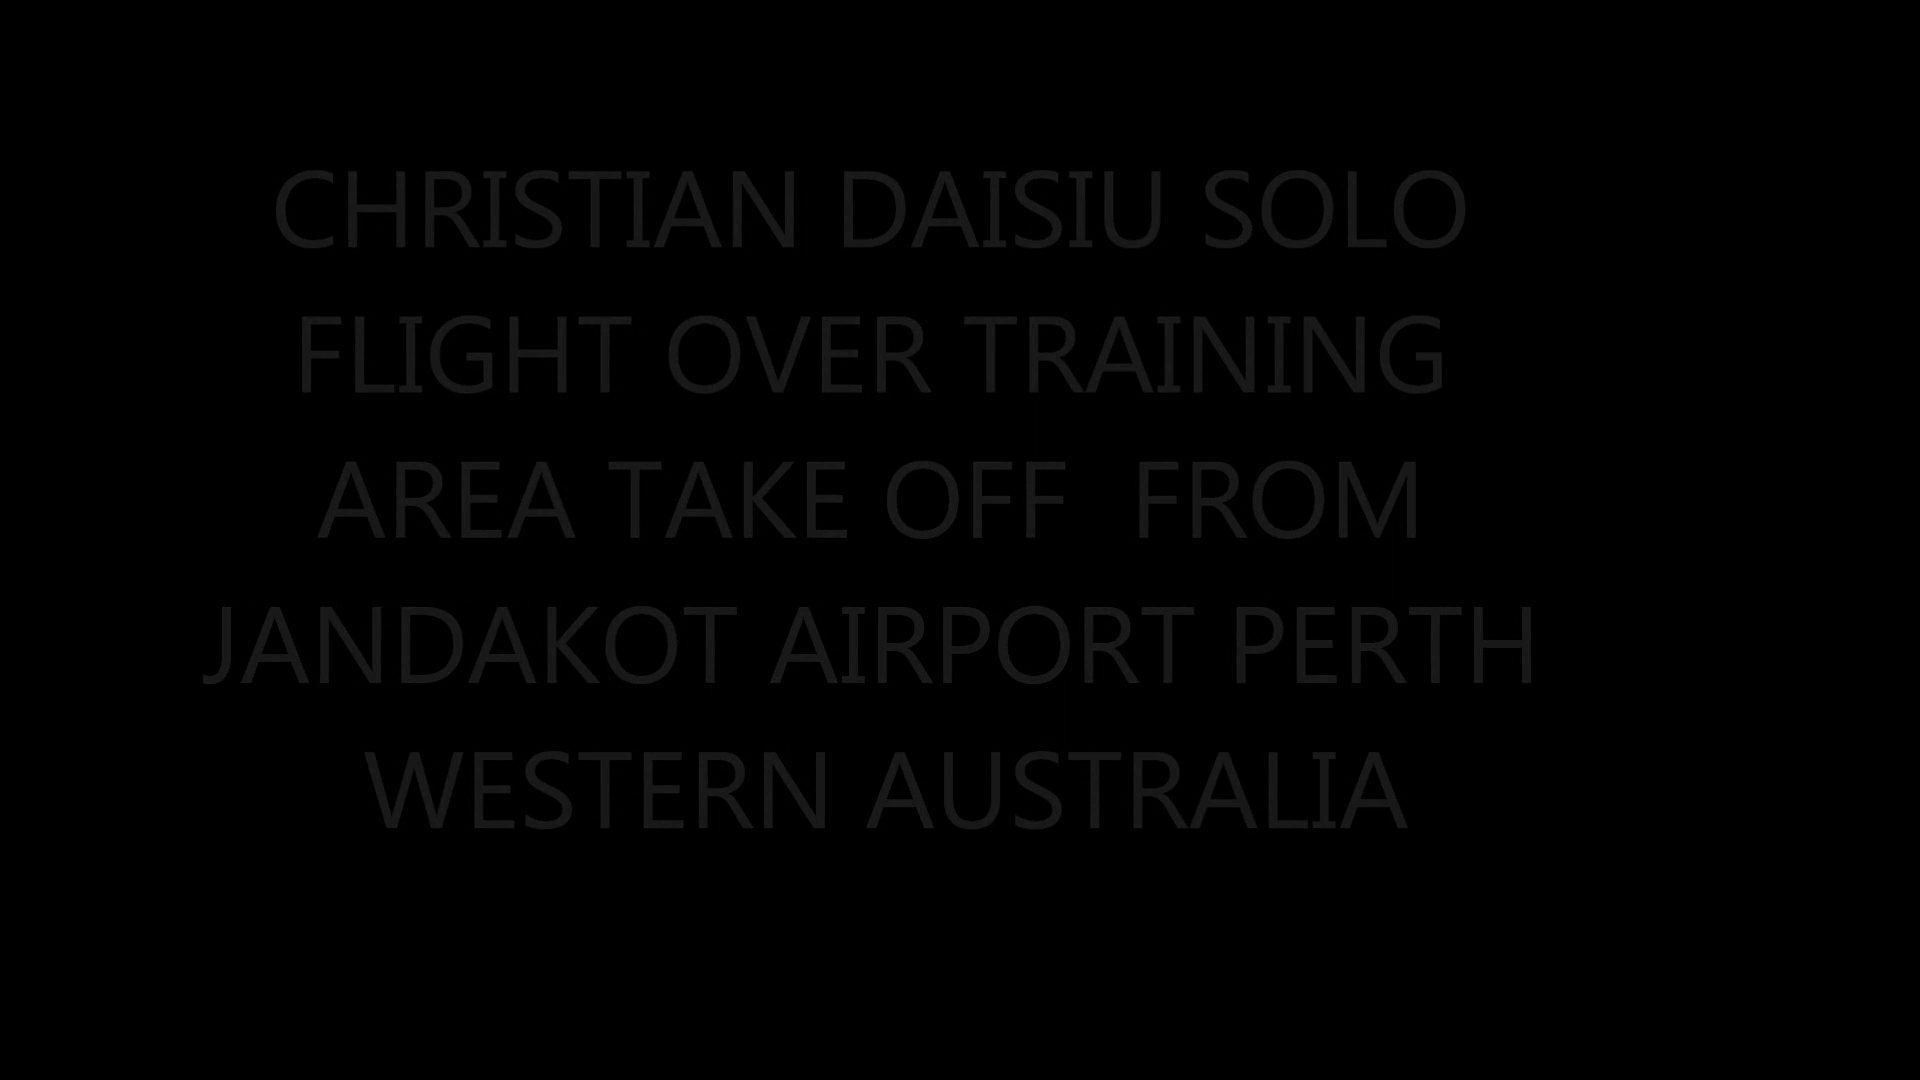 CHRISTIAN DAISIU SOLO
FLIGHT OVER TRAINING
AREA TAKE OFF  FROM
JANDAKOT AIRPORT PERTH
WESTERN AUSTRALIA